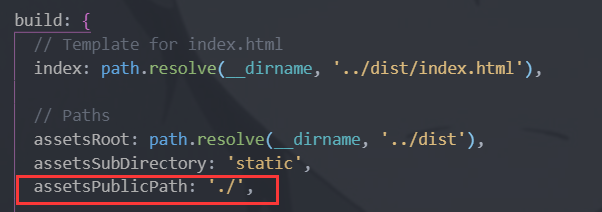 build: {
// Template for index.html
index: path.resolve(__dirname, '../dist/index.html'),
// Paths
assetsRoot: path.resolve(__dirname, '../dist'),
assetsSubDirectory: 'static',
assetsPublicPath: './',